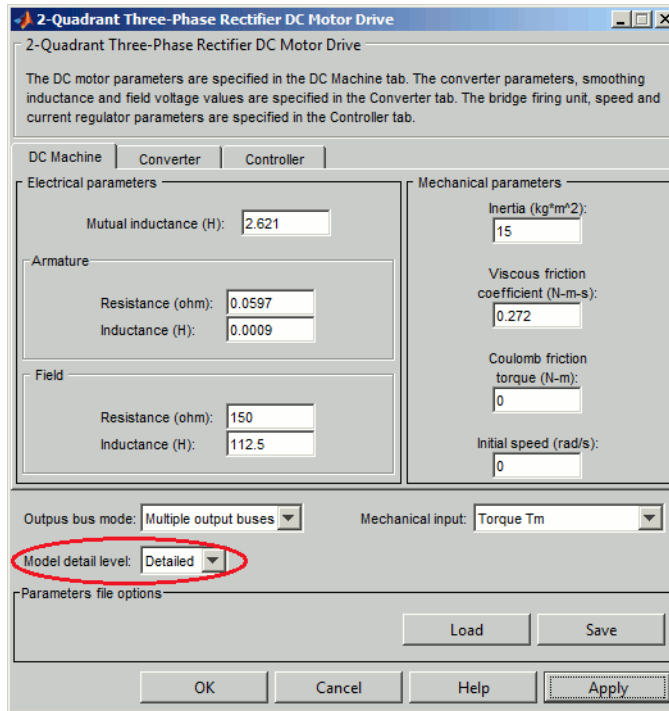 2-Quadrant Three-Phase Rectifier DC Motor Drive
2-Quadrant Three-Phase Rectifier DC Motor Drive
The DC motor parameters are specified in the DC Machine tab. The converter parameters, smoothing
inductance and field voltage values are specified in the Converter tab. The bridge firing unit, speed and
current regulator parameters are specified in the Controller tab.
DC Machine
Converter
Controller
Electrical parameters
Mutual inductance (H): 2.621
Armature
Resistance (ohm): 0.0597
Inductance (H): 0.0009
Field
Resistance (ohm): 150
Inductance (H): 112.5
Mechanical parameters
Inertia (kg*m^2):
15
Viscous friction
coefficient (N-m-s):
0.272
Coulomb friction
torque (N-m):
0
Initial speed (rad/s):
0
Outpus bus mode: Multiple output buses
Mechanical input: Torque Tm
Model detail level: Detailed
Parameters file options
Load
Save
OK
Cancel
Help
Apply